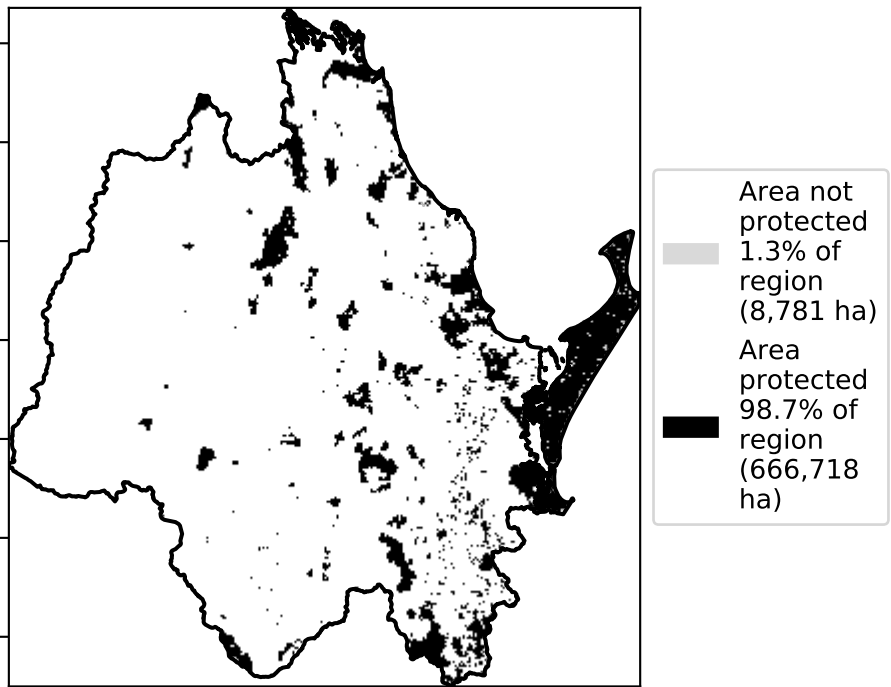 Area not
protected
1.3% of
region
(8,781 ha)
Area
protected
98.7% of
region
(666,718
ha)